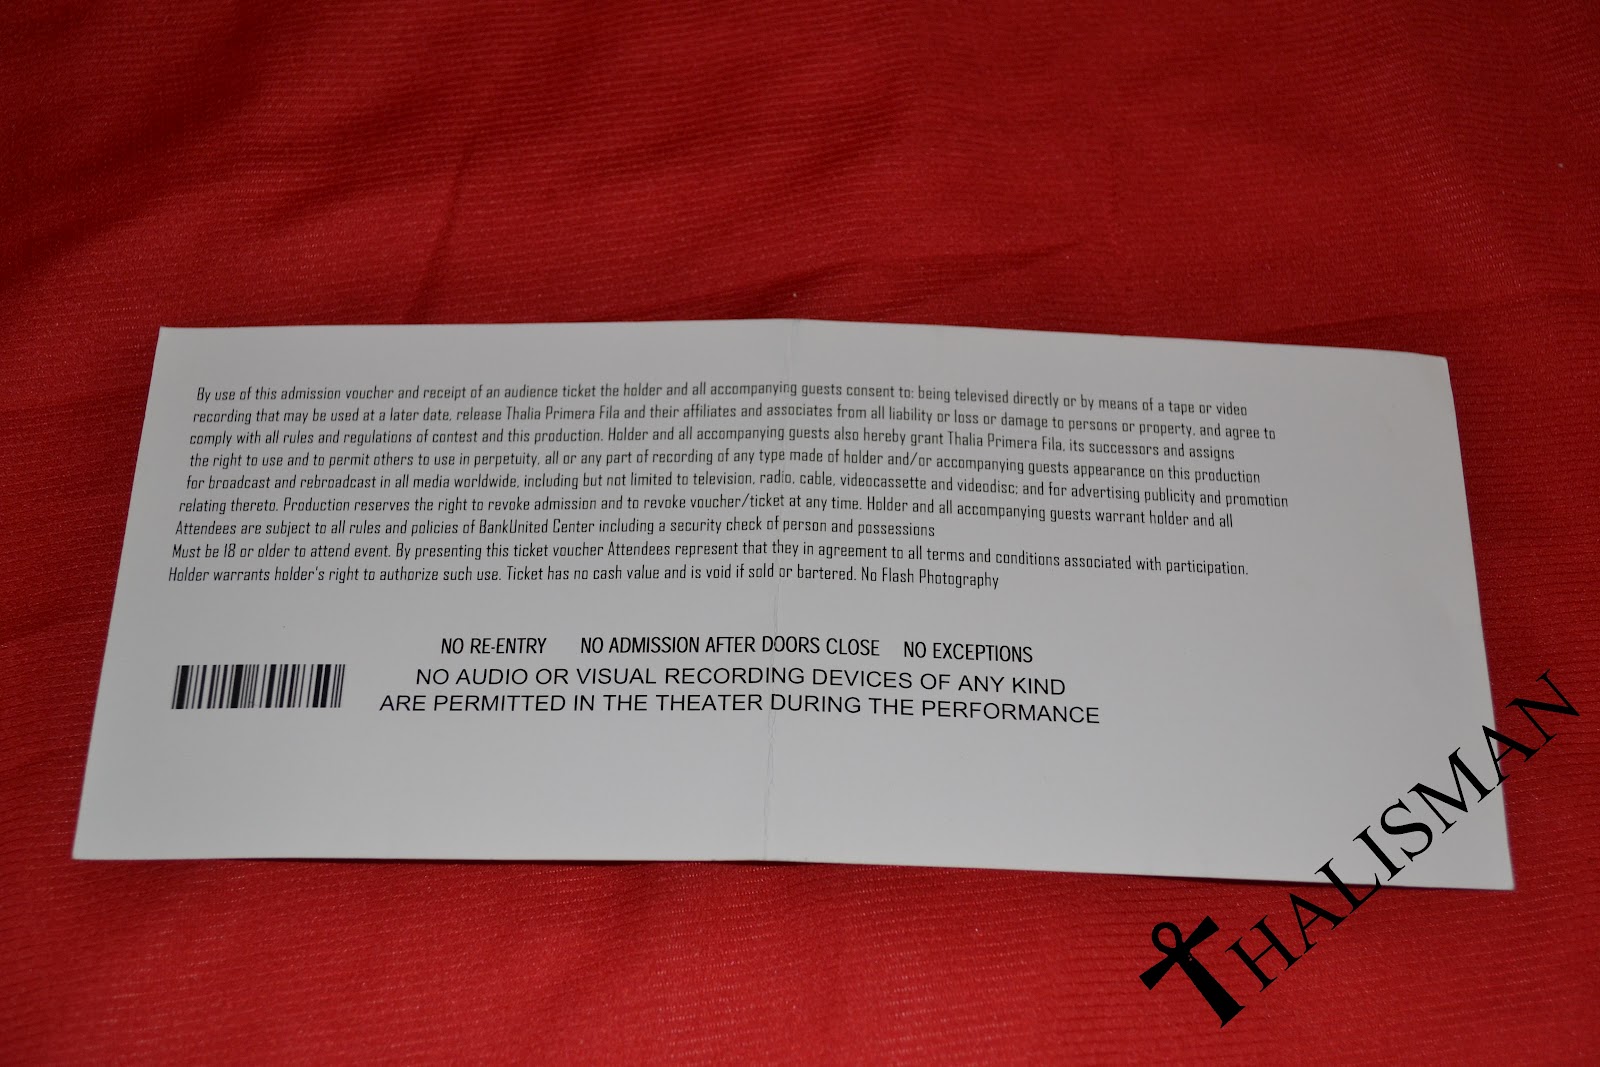 By use of this admission voucher and receipt of an audience ticket the holder and all accompanying guests consent to: being televised directly or by means of a tape or video
recording that may be used at a later date, release Thalia Primera Fila and their affiliates and associates from all liability or loss or damage to persons or property, and agree to
comply with all rules and regulations of contest and this production. Holder and all accompanying guests also hereby grant Thalia Primera Fila, its successors and assigns
the right to use and to permit others to use in perpetuity, all or any part of recording of any type made of holder and/or accompanying guests appearance on this production
for broadcast and rebroadcast in all media worldwide, including but not limited to television, radio, cable, videocassette and videodisc; and for advertising publicity and promotion
relating thereto. Production reserves the right to revoke admission and to revoke voucher/ticket at any time. Holder and all accompanying guests warrant holder and all
Attendees are subject to all rules and policies of BankUnited Center including a security check of person and possessions
Must be 18 or older to attend event. By presenting this ticket voucher Attendees represent that they in agreement to all terms and conditions associated with participation.
Holder warrants holder's right to authorize such use. Ticket has no cash value and is void if sold or bartered. No Flash Photography
NO RE-ENTRY NO ADMISSION AFTER DOORS CLOSE NO EXCEPTIONS
NO AUDIO OR VISUAL RECORDING DEVICES OF ANY KIND
ARE PERMITTED IN THE THEATER DURING THE PERFORMANCE
THALISMAN